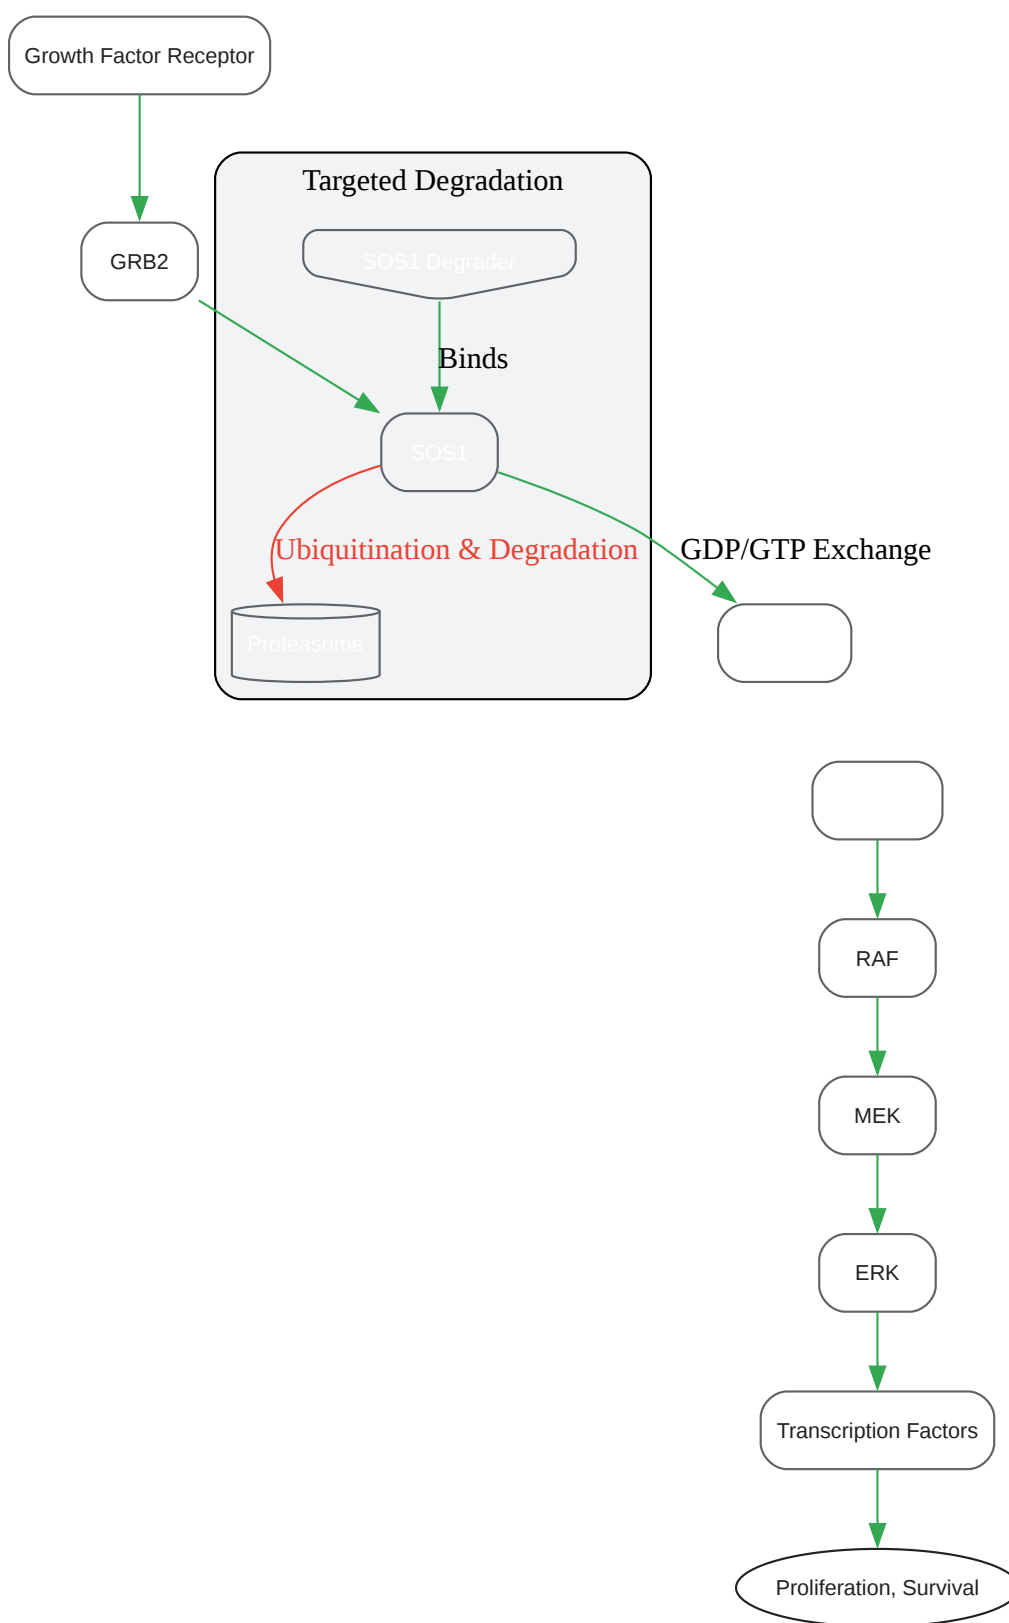 Growth Factor Receptor
Targeted Degradation
GRB2
SOS1 Degrader
Binds
SOS1
Ubiquitination & Degradation
GDP/GTP Exchange
Proteasome
RAF
MEK
ERK
Transcription Factors
Proliferation, Survival